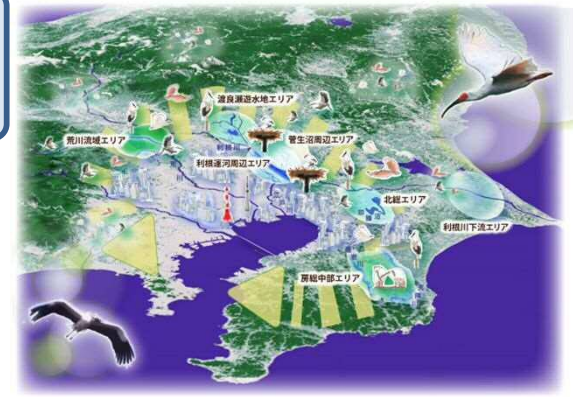 渡良瀬遊水地エリア
荒川流域エリア
菅生沼周辺エリア
利根運河周辺エリア
北総エリア
利根川下流エリア
房総中部エリア